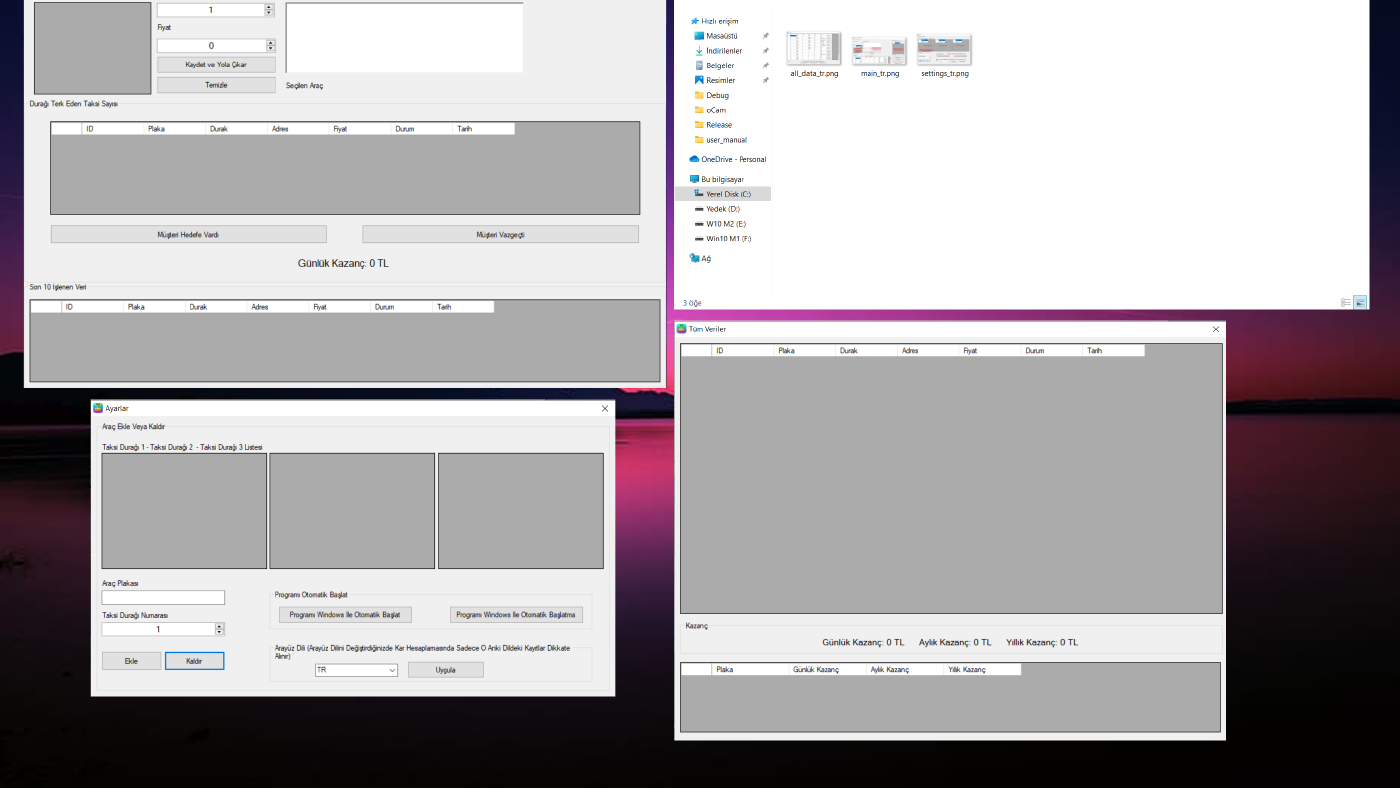 1
Fiyat
0
Kaydet ve Yola Çıkar
Temizle
Seçilen Araç
Durağı Terk Eden Taksi Sayısı
ID Plaka Durak Adres Fiyat Durum Tarih
Müşteri Hedefe Vardı
Müşteri Vazgeçti
Günlük Kazanç: 0 TL
Son 10 İşlenen Veri
ID Plaka Durak Adres Fiyat Durum Tarih
Hızlı erişim
Masaüstü
İndirilenler
Belgeler
Resimler
Debug
oCam
Release
user_manual
OneDrive - Personal
Bu bilgisayar
Yerel Disk (C:)
Yedek (D:)
W10 M2 (E:)
Win10 M1 (F:)
Ağ
all_data_tr.png
main_tr.png
settings_tr.png
3 öğe
Ayarlar
Araç Ekle Veya Kaldır
Taksi Durağı 1 - Taksi Durağı 2 - Taksi Durağı 3 Listesi
Araç Plakası
Taksi Durağı Numarası
1
Ekle
Kaldır
Programı Otomatik Başlat
Programı Windows İle Otomatik Başlat
Programı Windows İle Otomatik Başlatma
Arayüz Dili (Arayüz Dilini Değiştirdiğinizde Kar Hesaplamasında Sadece O Anki Dildeki Kayıtlar Dikkate
Alınır)
TR
Uygula
Tüm Veriler
ID Plaka Durak Adres Fiyat Durum Tarih
Kazanç
Günlük Kazanç: 0 TL Aylık Kazanç: 0 TL Yıllık Kazanç: 0 TL
Plaka Günlük Kazanç Aylık Kazanç Yıllık Kazanç